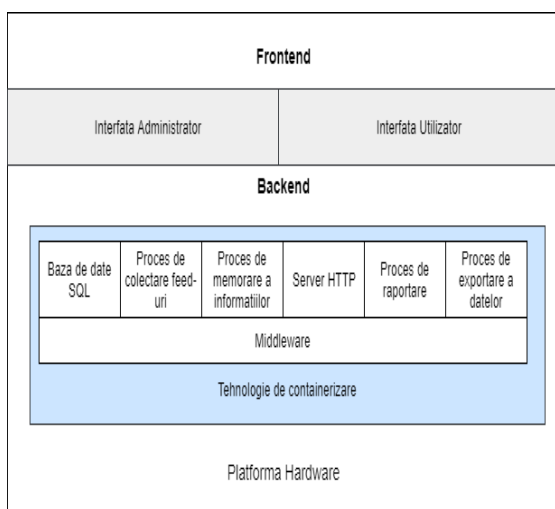 Frontend
Interfata Administrator
Interfata Utilizator
Backend
Baza de date
SQL
Proces de
colectare feed-
uri
Proces de
memorare a
informatiilor
Server HTTP
Proces de
raportare
Proces de
exportare a
datelor
Middleware
Tehnologie de containerizare
Platforma Hardware